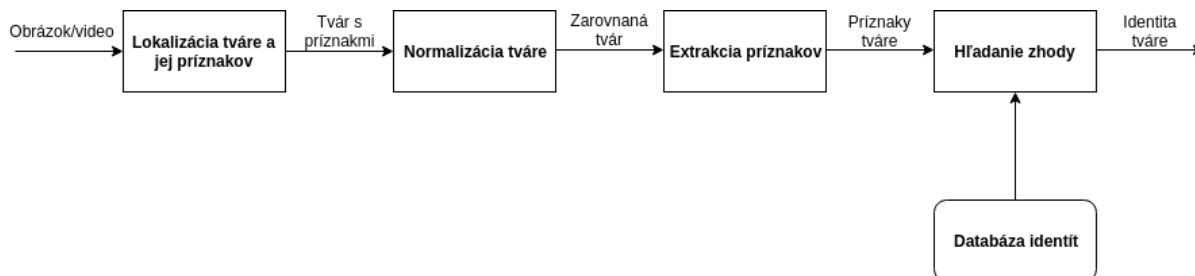 Obrázok/video
Lokalizácia tváre a
jej príznakov
Tvár s
príznakmi
Normalizácia tváre
Zarovnaná
tvár
Extrakcia príznakov
Príznaky
tváre
Hľadanie zhody
Identita
tváre
Databáza identít